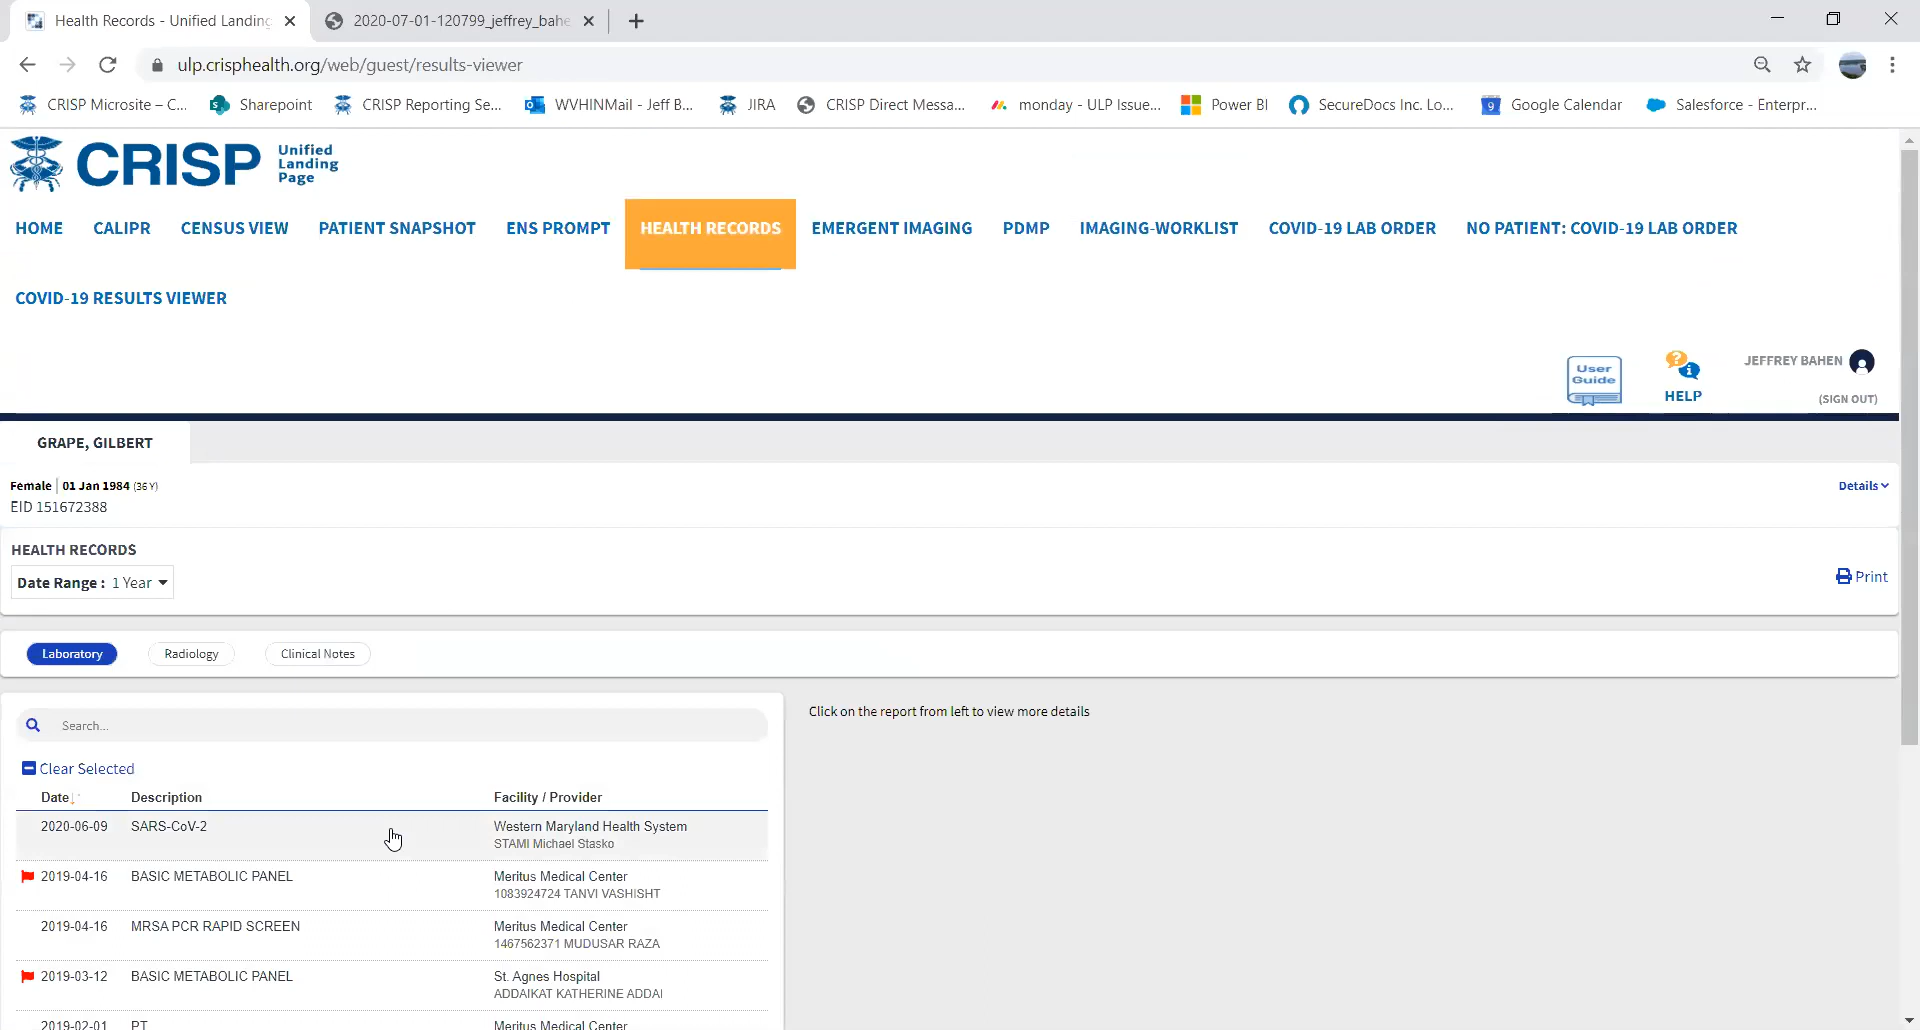 Health Records - Unified Landing
2020-07-01-120799_jeffrey_bahe
ulp.crisphealth.org/web/guest/results-viewer
CRISP Microsite – C...
Sharepoint
CRISP Reporting Se...
WVHINMail - Jeff B...
JIRA
CRISP Direct Messa...
monday - ULP Issue...
Power BI
SecureDocs Inc. Lo...
9
Google Calendar
Salesforce - Enterpr...
CRISP
Unified
Landing
Page
HOME
CALIPR
CENSUS VIEW
PATIENT SNAPSHOT
ENS PROMPT
HEALTH RECORDS
EMERGENT IMAGING
PDMP
IMAGING-WORKLIST
COVID-19 LAB ORDER
NO PATIENT: COVID-19 LAB ORDER
COVID-19 RESULTS VIEWER
User
Guide
HELP
JEFFREY BAHEN
(SIGN OUT)
GRAPE, GILBERT
Female | 01 Jan 1984 (36 Y)
Details
EID 151672388
HEALTH RECORDS
Date Range : 1 Year
Print
Laboratory
Radiology
Clinical Notes
Search...
Click on the report from left to view more details
Clear Selected
Date Description Facility / Provider
2020-06-09 SARS-CoV-2 Western Maryland Health System
STAMI Michael Stasko
2019-04-16 BASIC METABOLIC PANEL Meritus Medical Center
1083924724 TANVI VASHISHT
2019-04-16 MRSA PCR RAPID SCREEN Meritus Medical Center
1467562371 MUDUSAR RAZA
2019-03-12 BASIC METABOLIC PANEL St. Agnes Hospital
ADDAIKAT KATHERINE ADDAI
2019-02-01 PT Meritus Medical Center